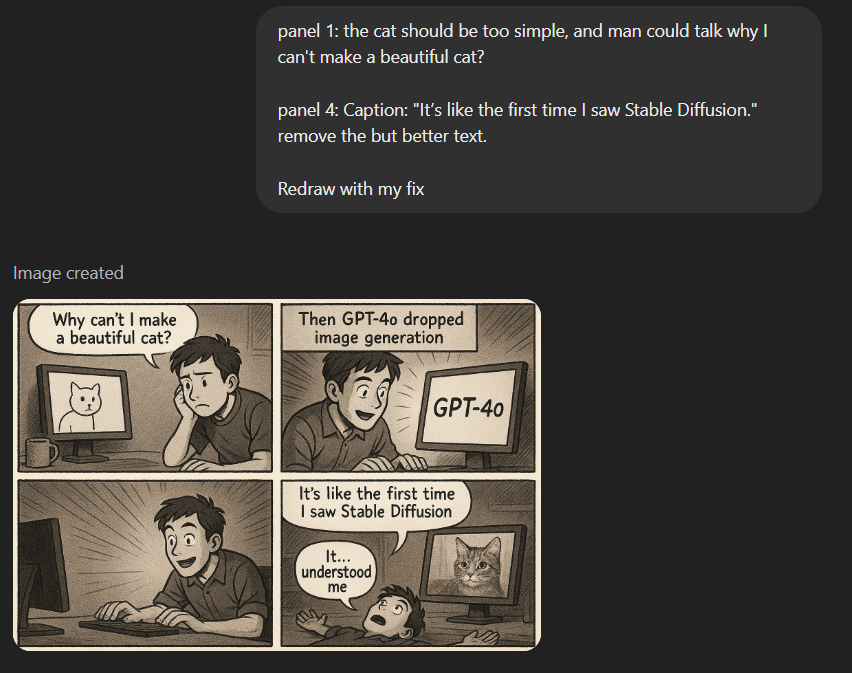 panel 1: the cat should be too simple, and man could talk why I
can't make a beautiful cat?
panel 4: Caption: "It’s like the first time I saw Stable Diffusion."
remove the but better text.
Redraw with my fix
Image created
Why can't I make
a beautiful cat?
Then GPT-4o dropped
image generation
GPT-4o
It's like the first time
I saw Stable Diffusion
It...
understood
me